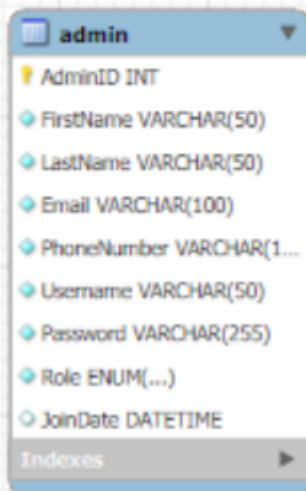 admin
AdminID INT
FirstName VARCHAR(50)
LastName VARCHAR(50)
Email VARCHAR(100)
PhoneNumber VARCHAR(1...
Username VARCHAR(50)
Password VARCHAR(255)
Role ENUM(...)
JoinDate DATETIME
Indexes